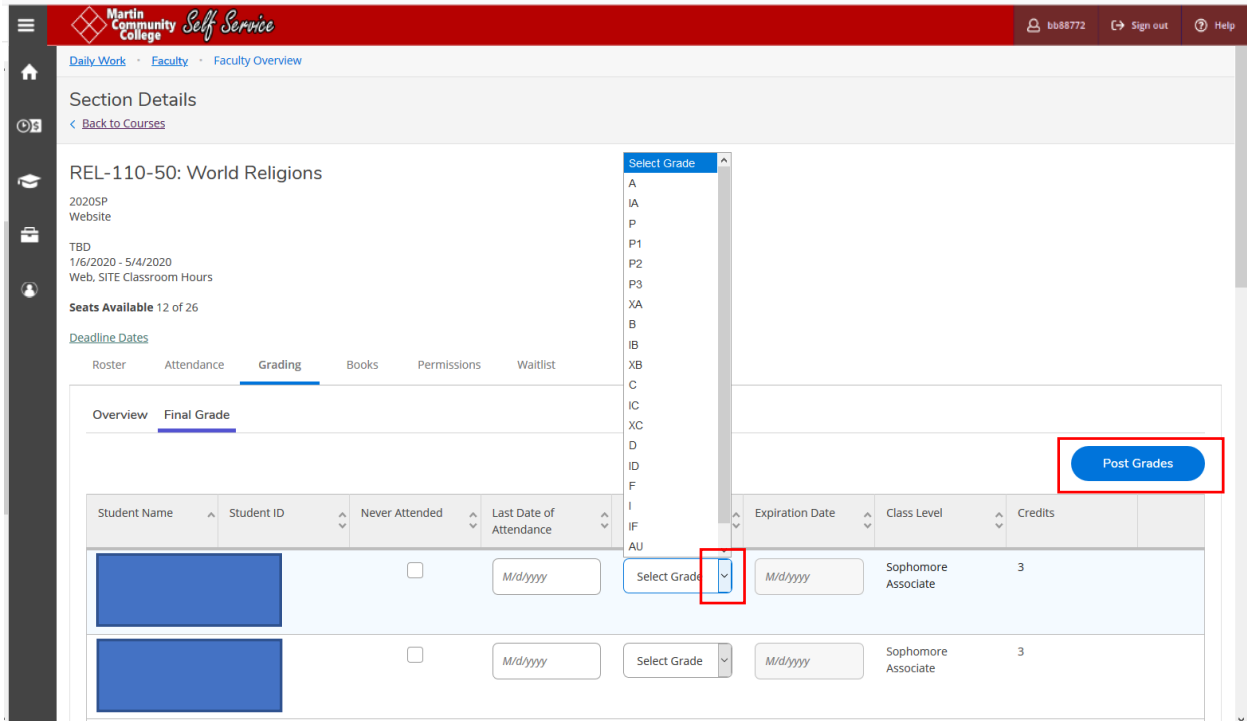 Martin
Community
College
Self Service
bb88772
Sign out
Help
Daily Work · Faculty · Faculty Overview
Section Details
< Back to Courses
REL-110-50: World Religions
2020SP
Website
TBD
1/6/2020 - 5/4/2020
Web, SITE Classroom Hours
Seats Available 12 of 26
Deadline Dates
Roster Attendance Grading Books Permissions Waitlist
Overview Final Grade
Select Grade
A
IA
P
P1
P2
P3
XA
B
IB
XB
C
IC
XC
D
ID
F
I
IF
AU
Post Grades
Student Name Student ID Never Attended Last Date of Attendance Expiration Date Class Level Credits
M/d/yyyy Select Grade M/d/yyyy Sophomore Associate 3
M/d/yyyy Select Grade M/d/yyyy Sophomore Associate 3